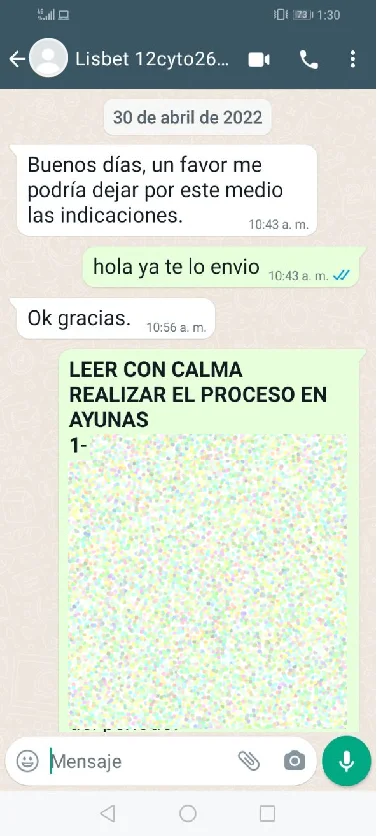 1:30
Lisbet 12cyto26...
30 de abril de 2022
Buenos días, un favor me
podría dejar por este medio
las indicaciones.
10:43 a. m.
hola ya te lo envio
10:43 a. m.
Ok gracias.
10:56 a. m.
LEER CON CALMA
REALIZAR EL PROCESO EN
AYUNAS
1-
Mensaje